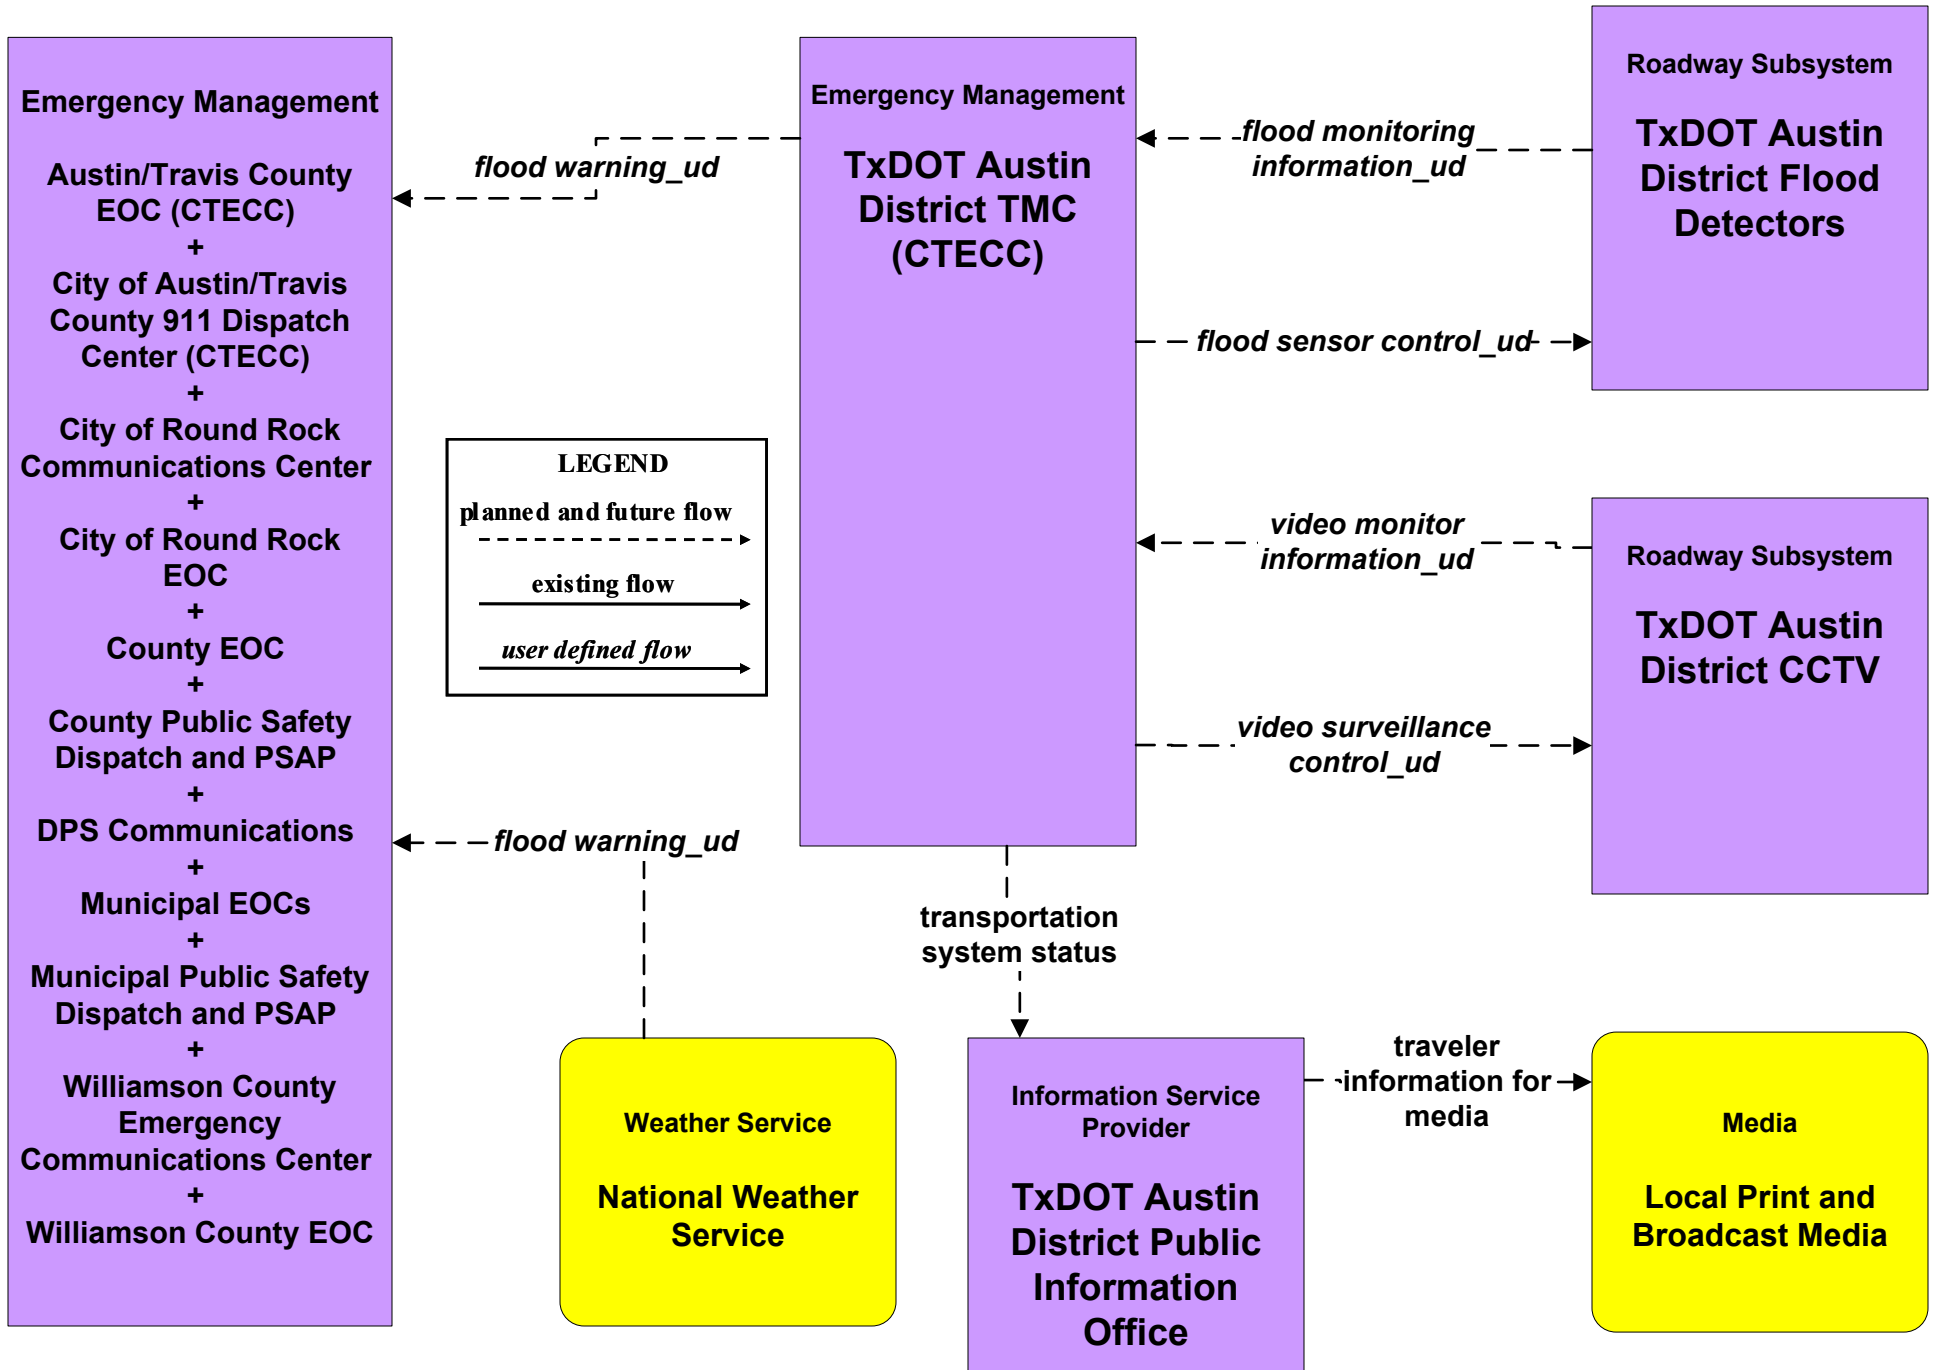 Emergency Management
Austin/Travis County
EOC (CTECC)
+
City of Austin/Travis
County 911 Dispatch
Center (CTECC)
+
City of Round Rock
Communications Center
+
City of Round Rock
EOC
+
County EOC
+
County Public Safety
Dispatch and PSAP
+
DPS Communications
+
Municipal EOCs
+
Municipal Public Safety
Dispatch and PSAP
+
Williamson County
Emergency
Communications Center
+
Williamson County EOC
flood warning_ud
LEGEND
planned and future flow
existing flow
user defined flow
flood warning_ud
Weather Service
National Weather
Service
Emergency Management
TxDOT Austin
District TMC
(CTECC)
flood monitoring
information_ud
flood sensor control_ud
video monitor
information_ud
video surveillance
control_ud
transportation
system status
Information Service
Provider
TxDOT Austin
District Public
Information
Office
traveler
information for
media
Roadway Subsystem
TxDOT Austin
District Flood
Detectors
Roadway Subsystem
TxDOT Austin
District CCTV
Media
Local Print and
Broadcast Media